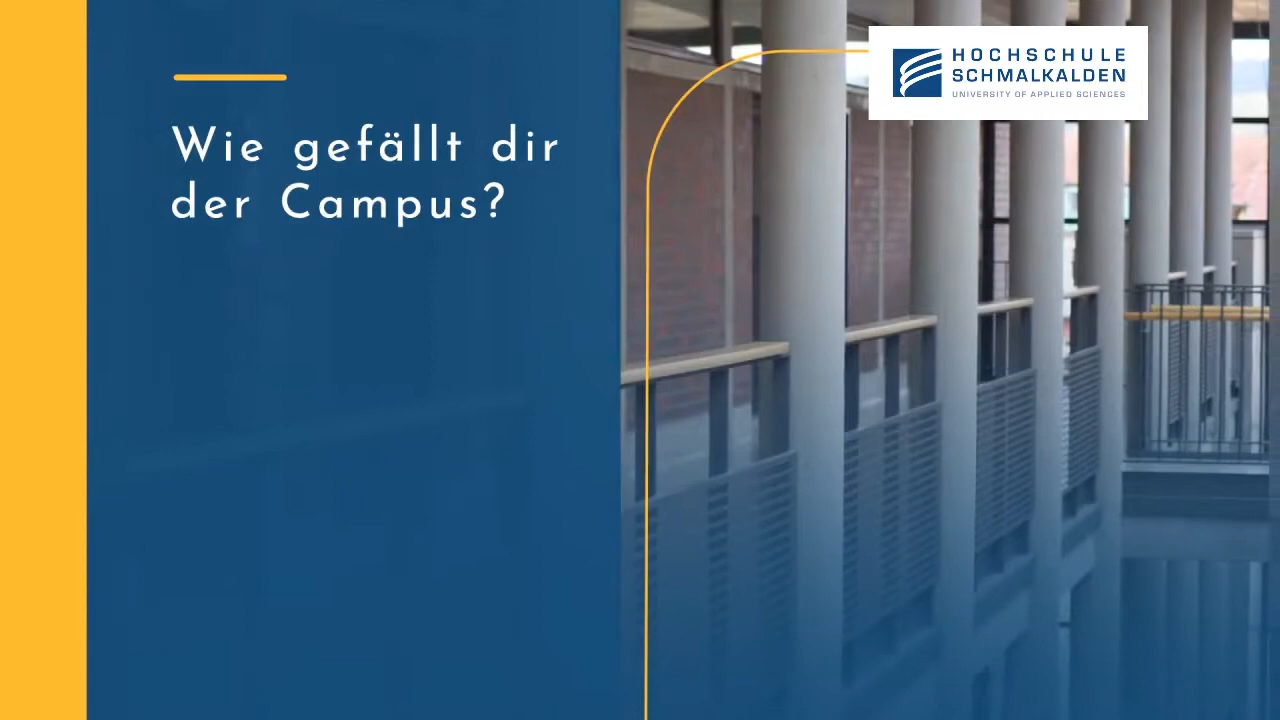 Wie gefällt dir
der Campus?
HOCHSCHULE
SCHMALKALDEN
UNIVERSITY OF APPLIED SCIENCES